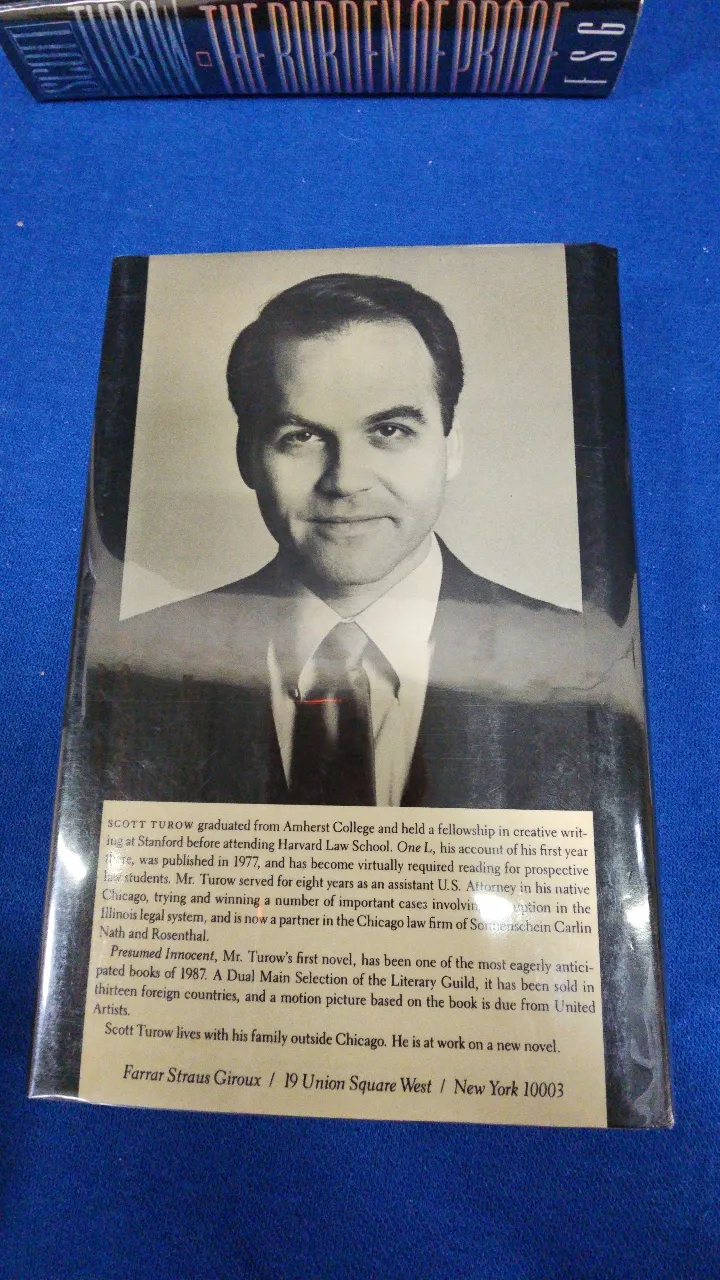 SCOTT TUROW THE BURDEN OF PROOF FSG
SCOTT TUROW graduated from Amherst College and held a fellowship in creative writ-
ing at Stanford before attending Harvard Law School. One L, his account of his first year
there, was published in 1977, and has become virtually required reading for prospective
law students. Mr. Turow served for eight years as an assistant U.S. Attorney in his native
Chicago, trying and winning a number of important cases involving corruption in the
Illinois legal system, and is now a partner in the Chicago law firm of Sonnenschein Carlin
Nath and Rosenthal.
Presumed Innocent, Mr. Turow's first novel, has been one of the most eagerly antici-
pated books of 1987. A Dual Main Selection of the Literary Guild, it has been sold in
thirteen foreign countries, and a motion picture based on the book is due from United
Artists.
Scott Turow lives with his family outside Chicago. He is at work on a new novel.
Farrar Straus Giroux / 19 Union Square West / New York 10003